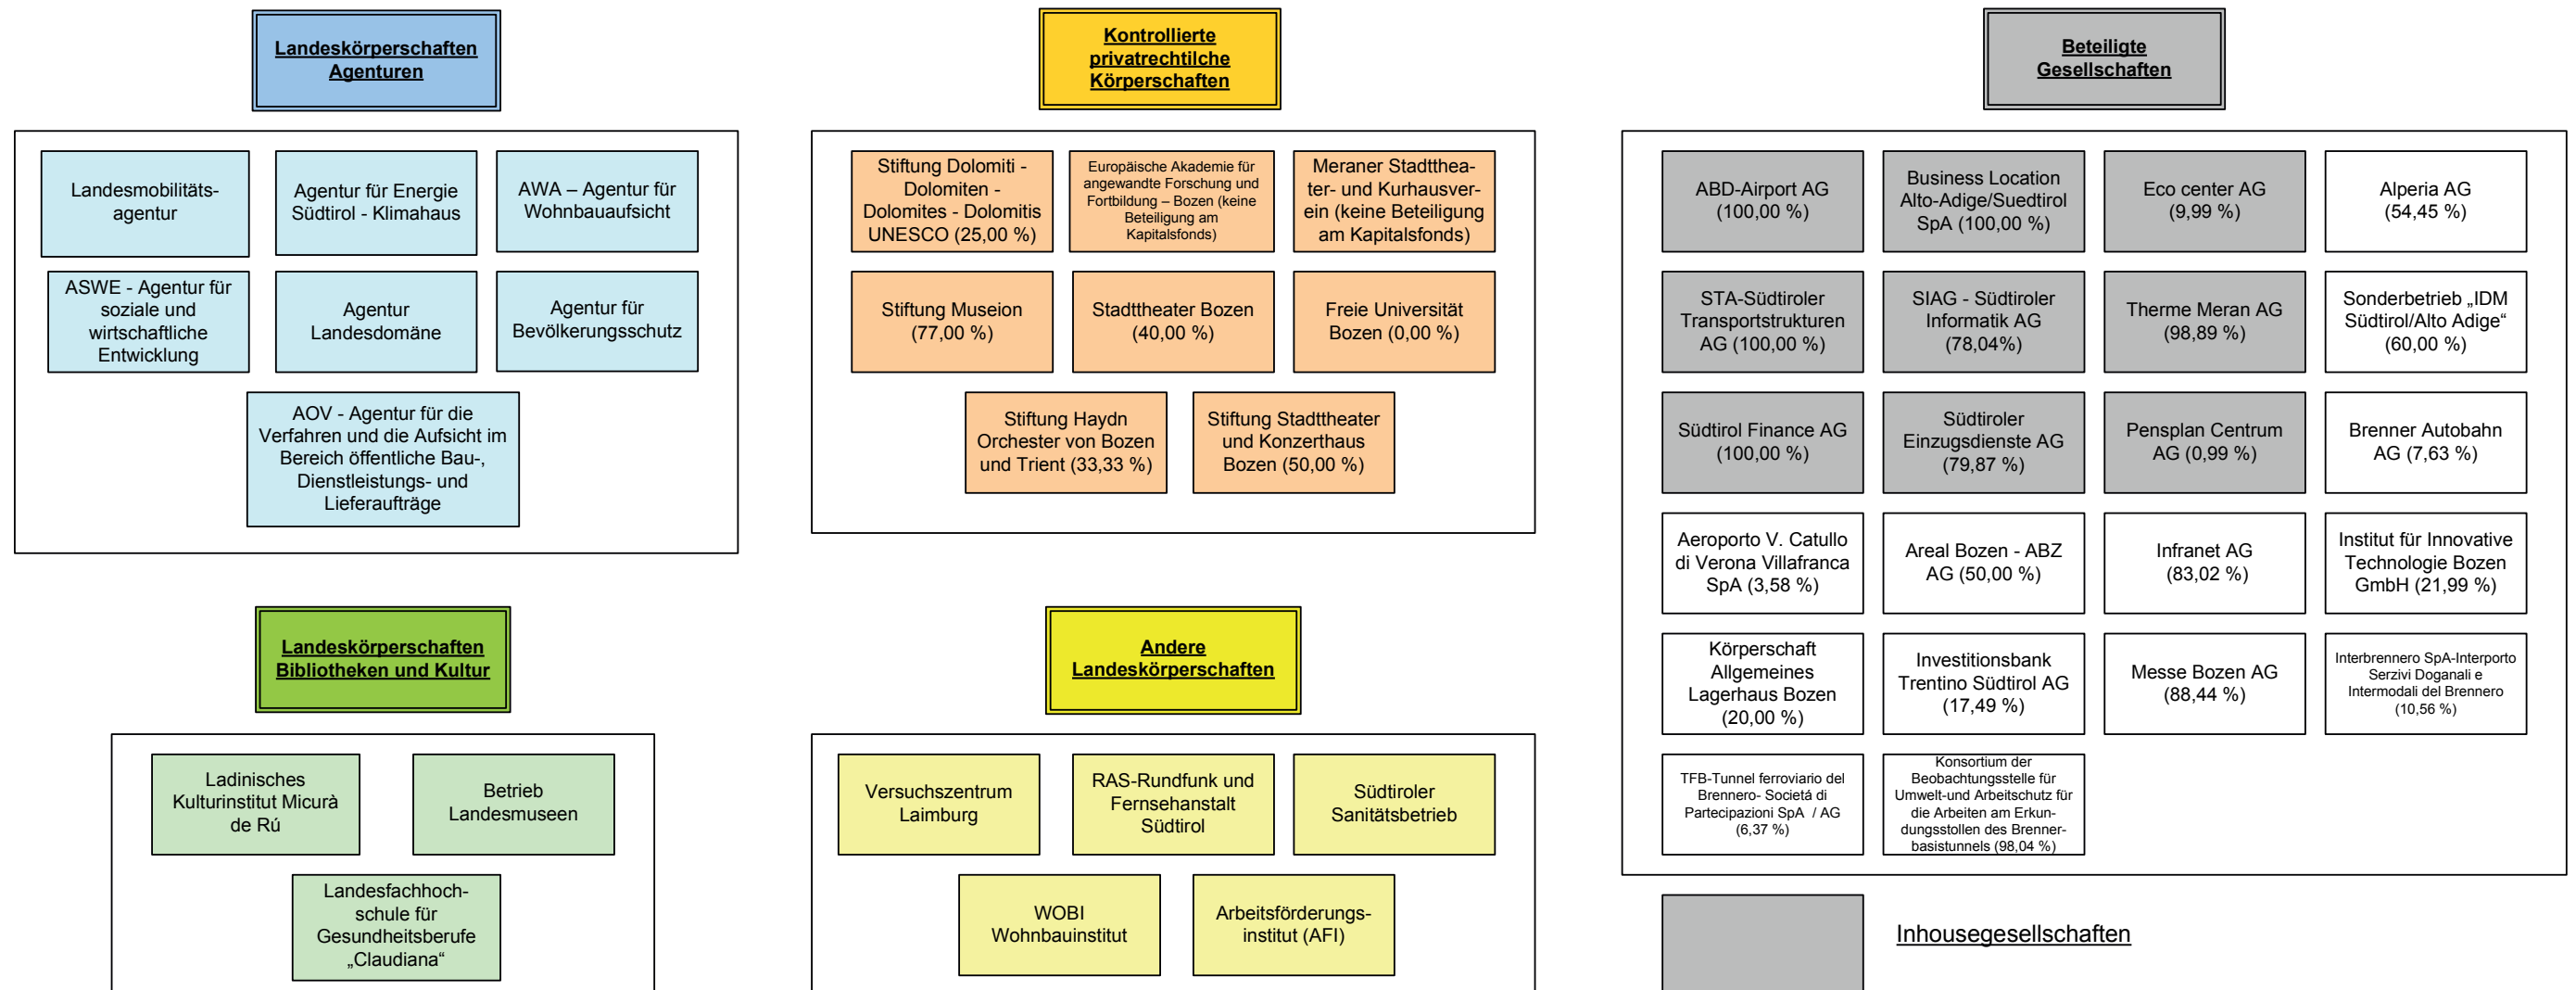 Landeskörperschaften
Agenturen
Landesmobilitäts-
agentur
Agentur für Energie
Südtirol - Klimahaus
AWA – Agentur für
Wohnbauaufsicht
ASWE - Agentur für
soziale und
wirtschaftliche
Entwicklung
Agentur
Landesdomäne
Agentur für
Bevölkerungsschutz
AOV - Agentur für die
Verfahren und die Aufsicht im
Bereich öffentliche Bau-,
Dienstleistungs- und
Lieferaufträge
Kontrollierte
privatrechtilche
Körperschaften
Stiftung Dolomiti -
Dolomiten -
Dolomites - Dolomitis
UNESCO (25,00 %)
Europäische Akademie für
angewandte Forschung und
Fortbildung – Bozen (keine
Beteiligung am
Kapitalsfonds)
Meraner Stadtthea-
ter- und Kurhausver-
ein (keine Beteiligung
am Kapitalsfonds)
Stiftung Museion
(77,00 %)
Stadttheater Bozen
(40,00 %)
Freie Universität
Bozen (0,00 %)
Stiftung Haydn
Orchester von Bozen
und Trient (33,33 %)
Stiftung Stadttheater
und Konzerthaus
Bozen (50,00 %)
Beteiligte
Gesellschaften
ABD-Airport AG
(100,00 %)
Business Location
Alto-Adige/Suedtirol
SpA (100,00 %)
Eco center AG
(9,99 %)
Alperia AG
(54,45 %)
STA-Südtiroler
Transportstrukturen
AG (100,00 %)
SIAG - Südtiroler
Informatik AG
(78,04%)
Therme Meran AG
(98,89 %)
Sonderbetrieb „IDM
Südtirol/Alto Adige“
(60,00 %)
Südtirol Finance AG
(100,00 %)
Südtiroler
Einzugsdienste AG
(79,87 %)
Pensplan Centrum
AG (0,99 %)
Brenner Autobahn
AG (7,63 %)
Aeroporto V. Catullo
di Verona Villafranca
SpA (3,58 %)
Areal Bozen - ABZ
AG (50,00 %)
Infranet AG
(83,02 %)
Institut für Innovative
Technologie Bozen
GmbH (21,99 %)
Körperschaft
Allgemeines
Lagerhaus Bozen
(20,00 %)
Investitionsbank
Trentino Südtirol AG
(17,49 %)
Messe Bozen AG
(88,44 %)
Interbrennero SpA-Interporto
Serzivi Doganali e
Intermodali del Brennero
(10,56 %)
TFB-Tunnel ferroviario del
Brennero- Societá di
Partecipazioni SpA / AG
(6,37 %)
Konsortium der
Beobachtungsstelle für
Umwelt-und Arbeitschutz für
die Arbeiten am Erkun-
dungsstollen des Brenner-
basistunnels (98,04 %)
Inhousegesellschaften
Landeskörperschaften
Bibliotheken und Kultur
Ladinisches
Kulturinstitut Micurà
de Rú
Betrieb
Landesmuseen
Landesfachhoch-
schule für
Gesundheitsberufe
„Claudiana“
Andere
Landeskörperschaften
Versuchszentrum
Laimburg
RAS-Rundfunk und
Fernsehanstalt
Südtirol
Südtiroler
Sanitätsbetrieb
WOBI
Wohnbauinstitut
Arbeitsförderungs-
institut (AFI)